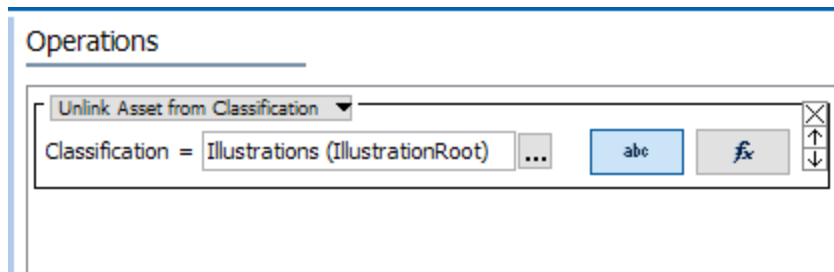 Operations
Unlink Asset from Classification
Classification = Illustrations (IllustrationRoot) ... abc fx